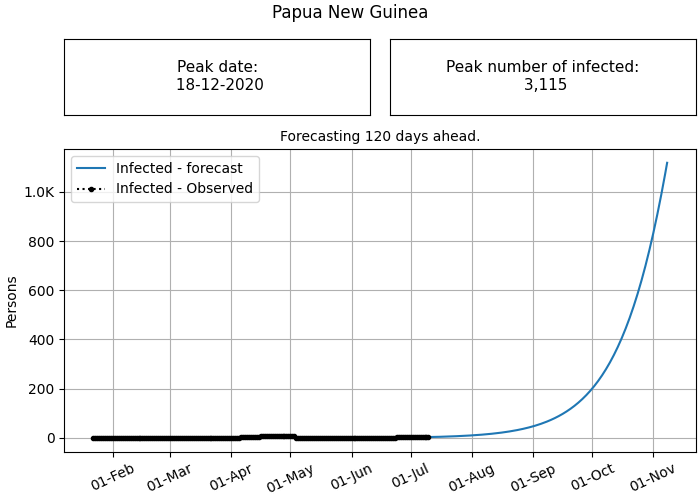 Papua New Guinea
Peak date:
18-12-2020
Peak number of infected:
3,115
Forecasting 120 days ahead.
Infected - forecast
Infected - Observed
1.0K
800
600
400
200
0
Persons
01-Feb
01-Mar
01-Apr
01-May
01-Jun
01-Jul
01-Aug
01-Sep
01-Oct
01-Nov